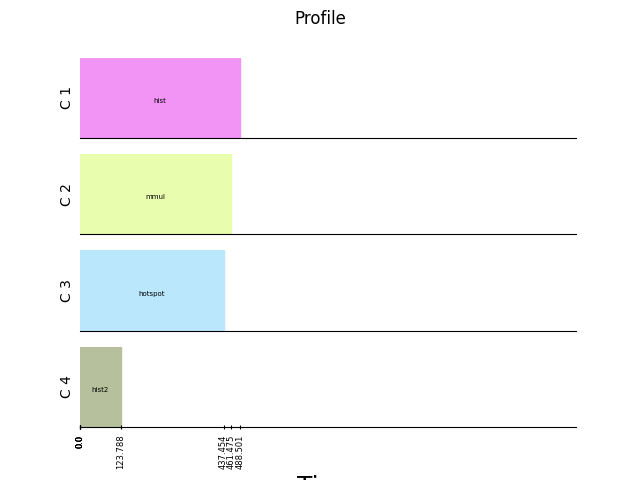 Profile
C 1
hist
C 2
mmul
C 3
hotspot
C 4
hist2
0.0
123.788
437.454
461.475
488.501